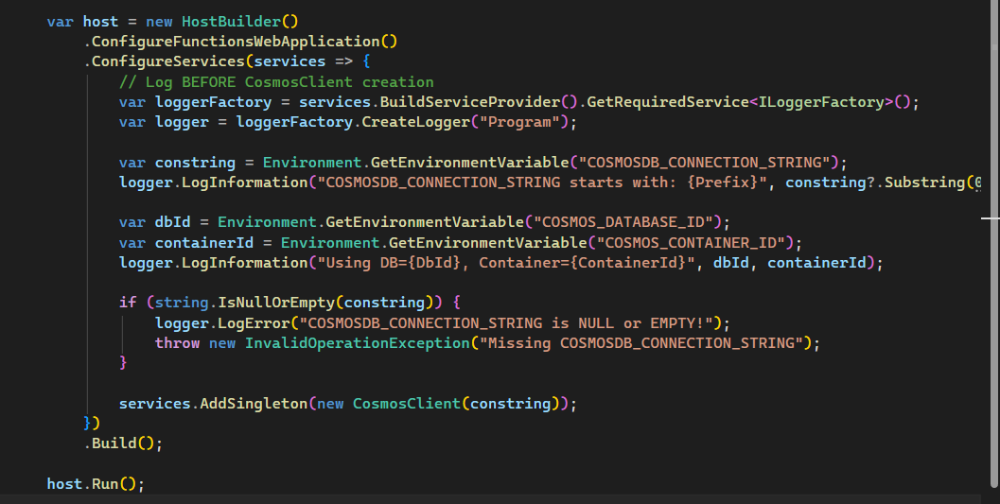 var host = new HostBuilder()
    .ConfigureFunctionsWebApplication()
    .ConfigureServices(services => {
        // Log BEFORE CosmosClient creation
        var loggerFactory = services.BuildServiceProvider().GetRequiredService<ILoggerFactory>();
        var logger = loggerFactory.CreateLogger("Program");

        var constring = Environment.GetEnvironmentVariable("COSMOSDB_CONNECTION_STRING");
        logger.LogInformation("COSMOSDB_CONNECTION_STRING starts with: {Prefix}", constring?.Substring(0

        var dbId = Environment.GetEnvironmentVariable("COSMOS_DATABASE_ID");
        var containerId = Environment.GetEnvironmentVariable("COSMOS_CONTAINER_ID");
        logger.LogInformation("Using DB={DbId}, Container={ContainerId}", dbId, containerId);

        if (string.IsNullOrEmpty(constring)) {
            logger.LogError("COSMOSDB_CONNECTION_STRING is NULL or EMPTY!");
            throw new InvalidOperationException("Missing COSMOSDB_CONNECTION_STRING");
        }

        services.AddSingleton(new CosmosClient(constring));
    })
    .Build();

host.Run();